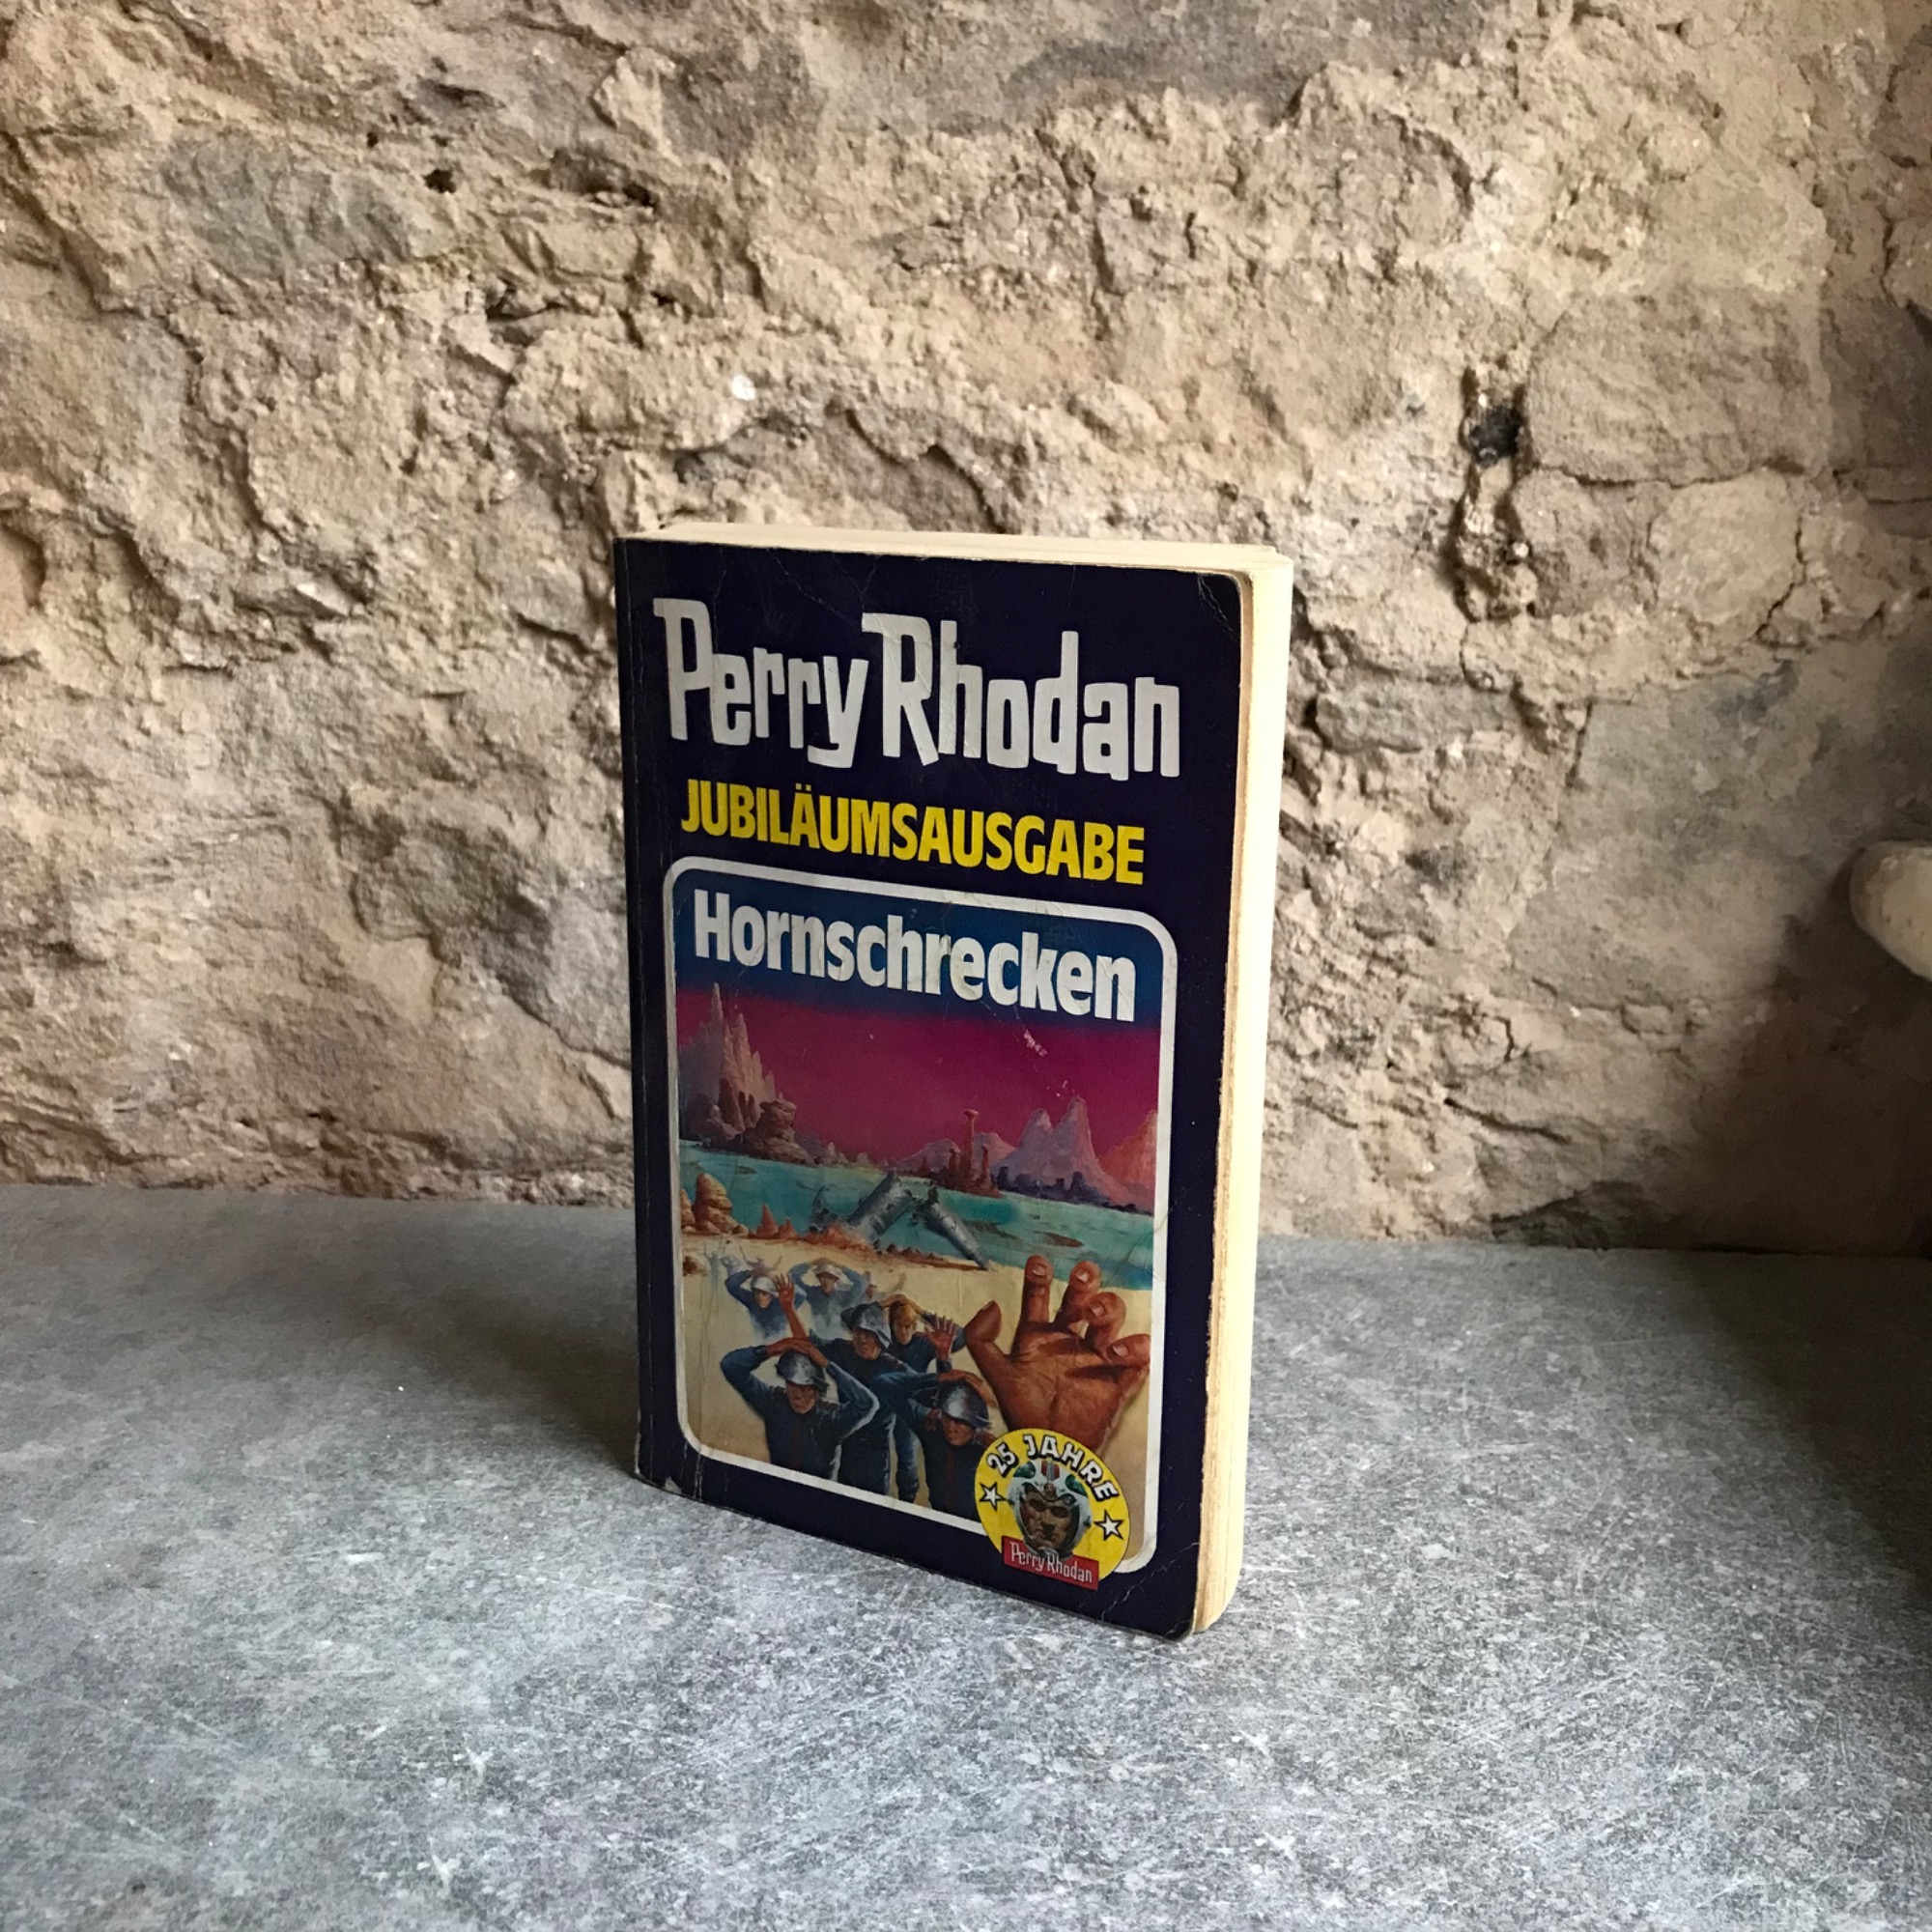 Perry Rhodan
JUBILÄUMSAUSGABE
Hornschrecken
25 JAHRE
Perry Rhodan